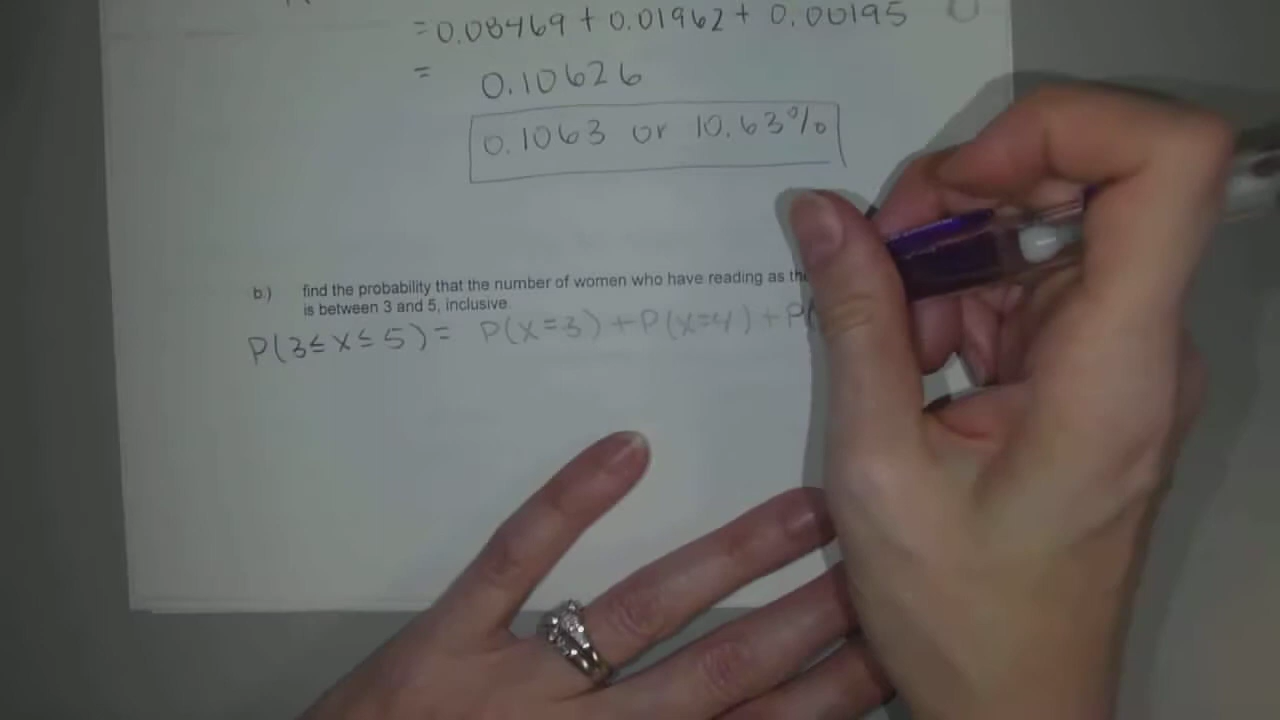 = 0.08469 + 0.01962 + 0.00195
= 0.10626
0.1063 or 10.63%
b.) find the probability that the number of women who have reading as
is between 3 and 5, inclusive.
P(3≤x≤5) = P(x=3) + P(x=4) + P(